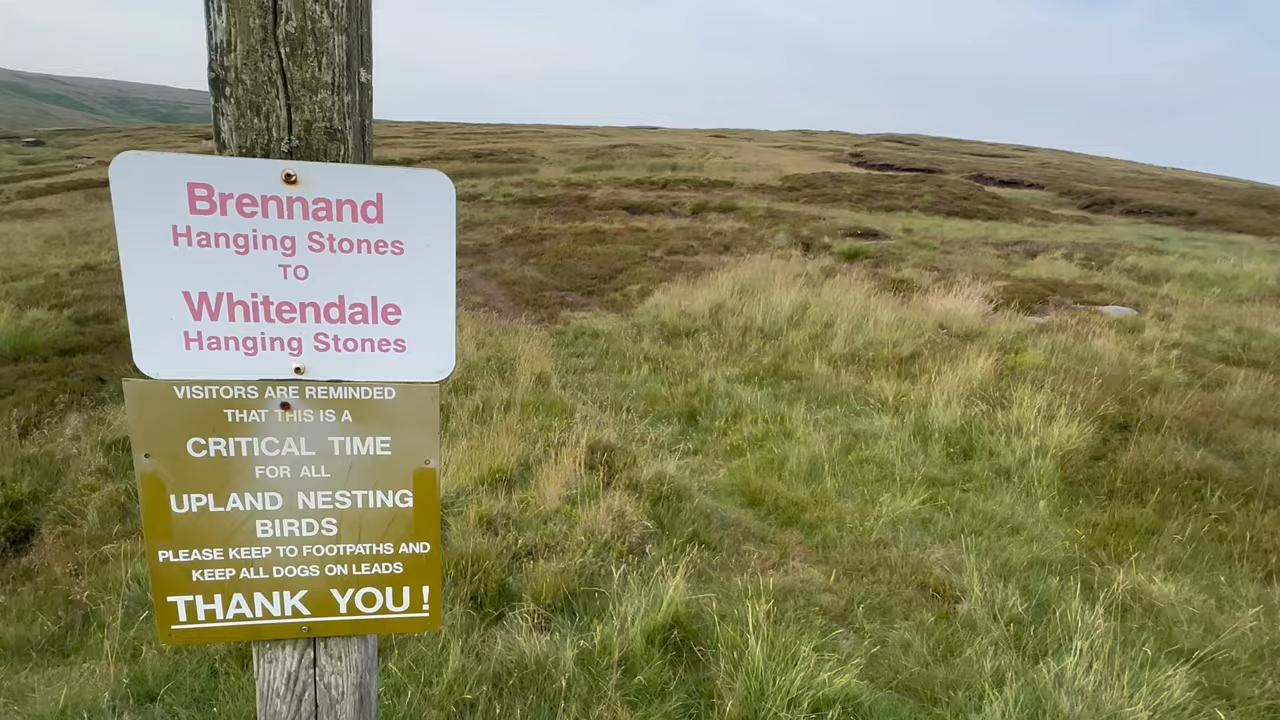 Brennand
Hanging Stones
TO
Whitendale
Hanging Stones
VISITORS ARE REMINDED
THAT THIS IS A
CRITICAL TIME
FOR ALL
UPLAND NESTING
BIRDS
PLEASE KEEP TO FOOTPATHS AND
KEEP ALL DOGS ON LEADS
THANK YOU!